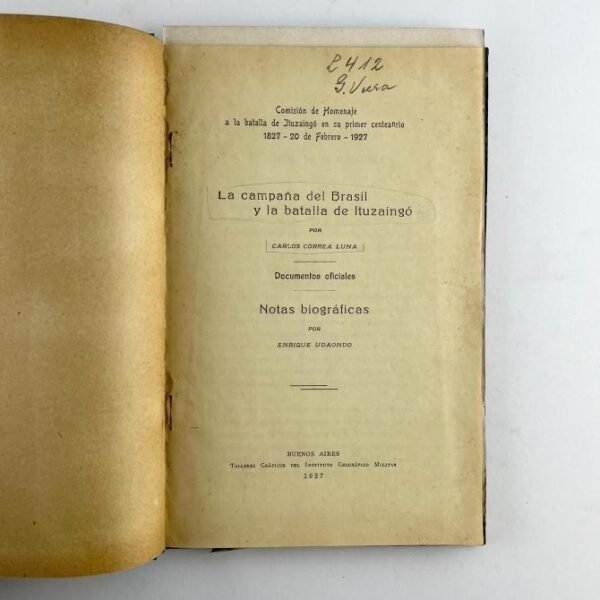 L412
G. Viera
Comisión de Homenaje
a la batalla de Ituzaingó en su primer centenario
1827 - 20 de Febrero - 1927
La campaña del Brasil
y la batalla de Ituzaingó
POR
CARLOS CORREA LUNA
Documentos oficiales
Notas biográficas
POR
ENRIQUE UDAONDO
BUENOS AIRES
Talleres Gráficos del Instituto Geográfico Militar
1927